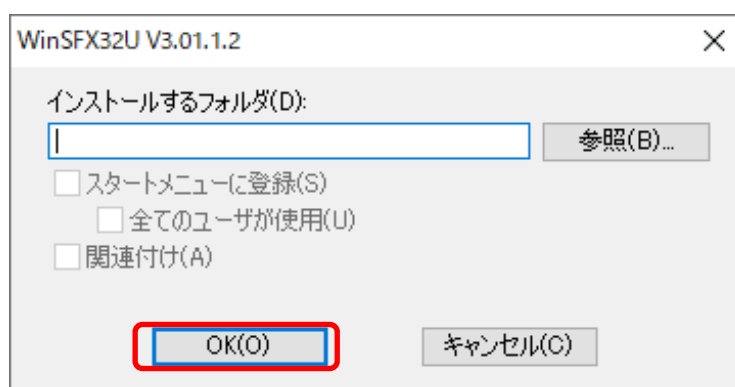 WinSFX32U V3.01.1.2
インストールするフォルダ(D):
参照(B)...
スタートメニューに登録(S)
全てのユーザが使用(U)
関連付け(A)
OK(O)
キャンセル(C)